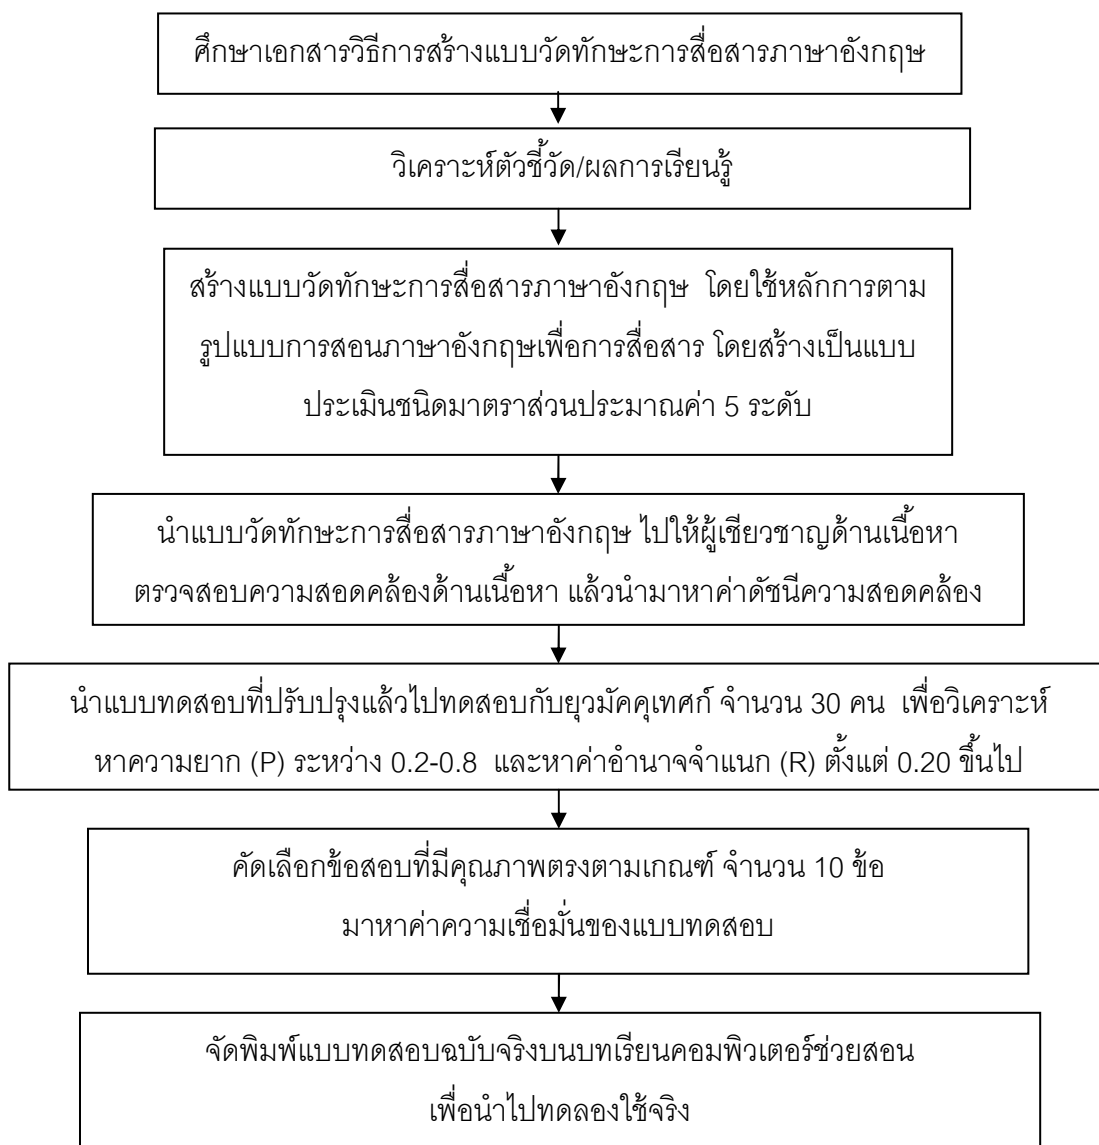 ศึกษาเอกสารวิธีการสร้างแบบวัดทักษะการสื่อสารภาษาอังกฤษ
วิเคราะห์ตัวชี้วัด/ผลการเรียนรู้
สร้างแบบวัดทักษะการสื่อสารภาษาอังกฤษ โดยใช้หลักการตาม
รูปแบบการสอนภาษาอังกฤษเพื่อการสื่อสาร โดยสร้างเป็นแบบ
ประเมินชนิดมาตราส่วนประมาณค่า 5 ระดับ
นำแบบวัดทักษะการสื่อสารภาษาอังกฤษ ไปให้ผู้เชียวชาญด้านเนื้อหา
ตรวจสอบความสอดคล้องด้านเนื้อหา แล้วนำมาหาค่าดัชนีความสอดคล้อง
นำแบบทดสอบที่ปรับปรุงแล้วไปทดสอบกับยุวมัคคุเทศก์ จำนวน 30 คน เพื่อวิเคราะห์
หาความยาก (P) ระหว่าง 0.2-0.8 และหาค่าอำนาจจำแนก (R) ตั้งแต่ 0.20 ขึ้นไป
คัดเลือกข้อสอบที่มีคุณภาพตรงตามเกณฑ์ จำนวน 10 ข้อ
มาหาค่าความเชื่อมั่นของแบบทดสอบ
จัดพิมพ์แบบทดสอบฉบับจริงบนบทเรียนคอมพิวเตอร์ช่วยสอน
เพื่อนำไปทดลองใช้จริง